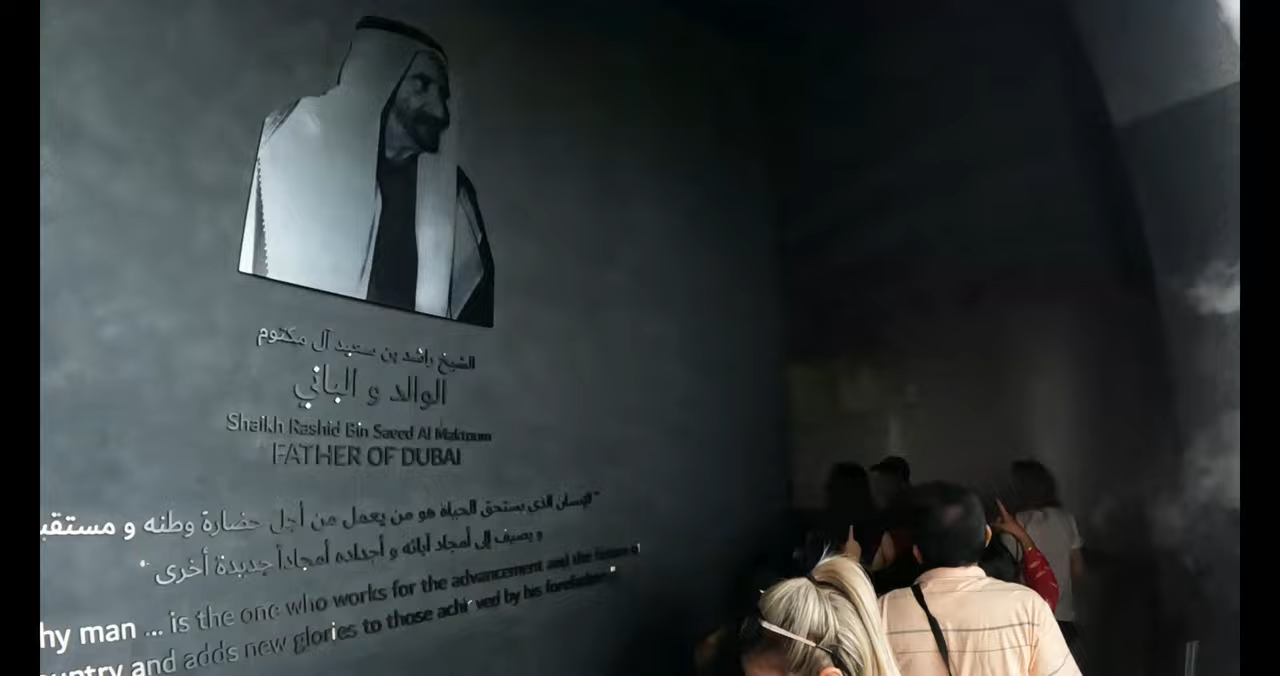 الشيخ راشد بن سعيد آل مكتوم
الوالد و الباني
Shaikh Rashid Bin Saeed Al Maktoum
FATHER OF DUBAI
"الإنسان الذي يستحق الحياة هو من يعمل من أجل حضارة وطنه و
و يضيف إلى أمجاد آبائه و أجداده أمجاداً جديدة أخرى"
man ... is the one who works for the advancement and the future of
and adds new glories to those achieved by his forefathers"